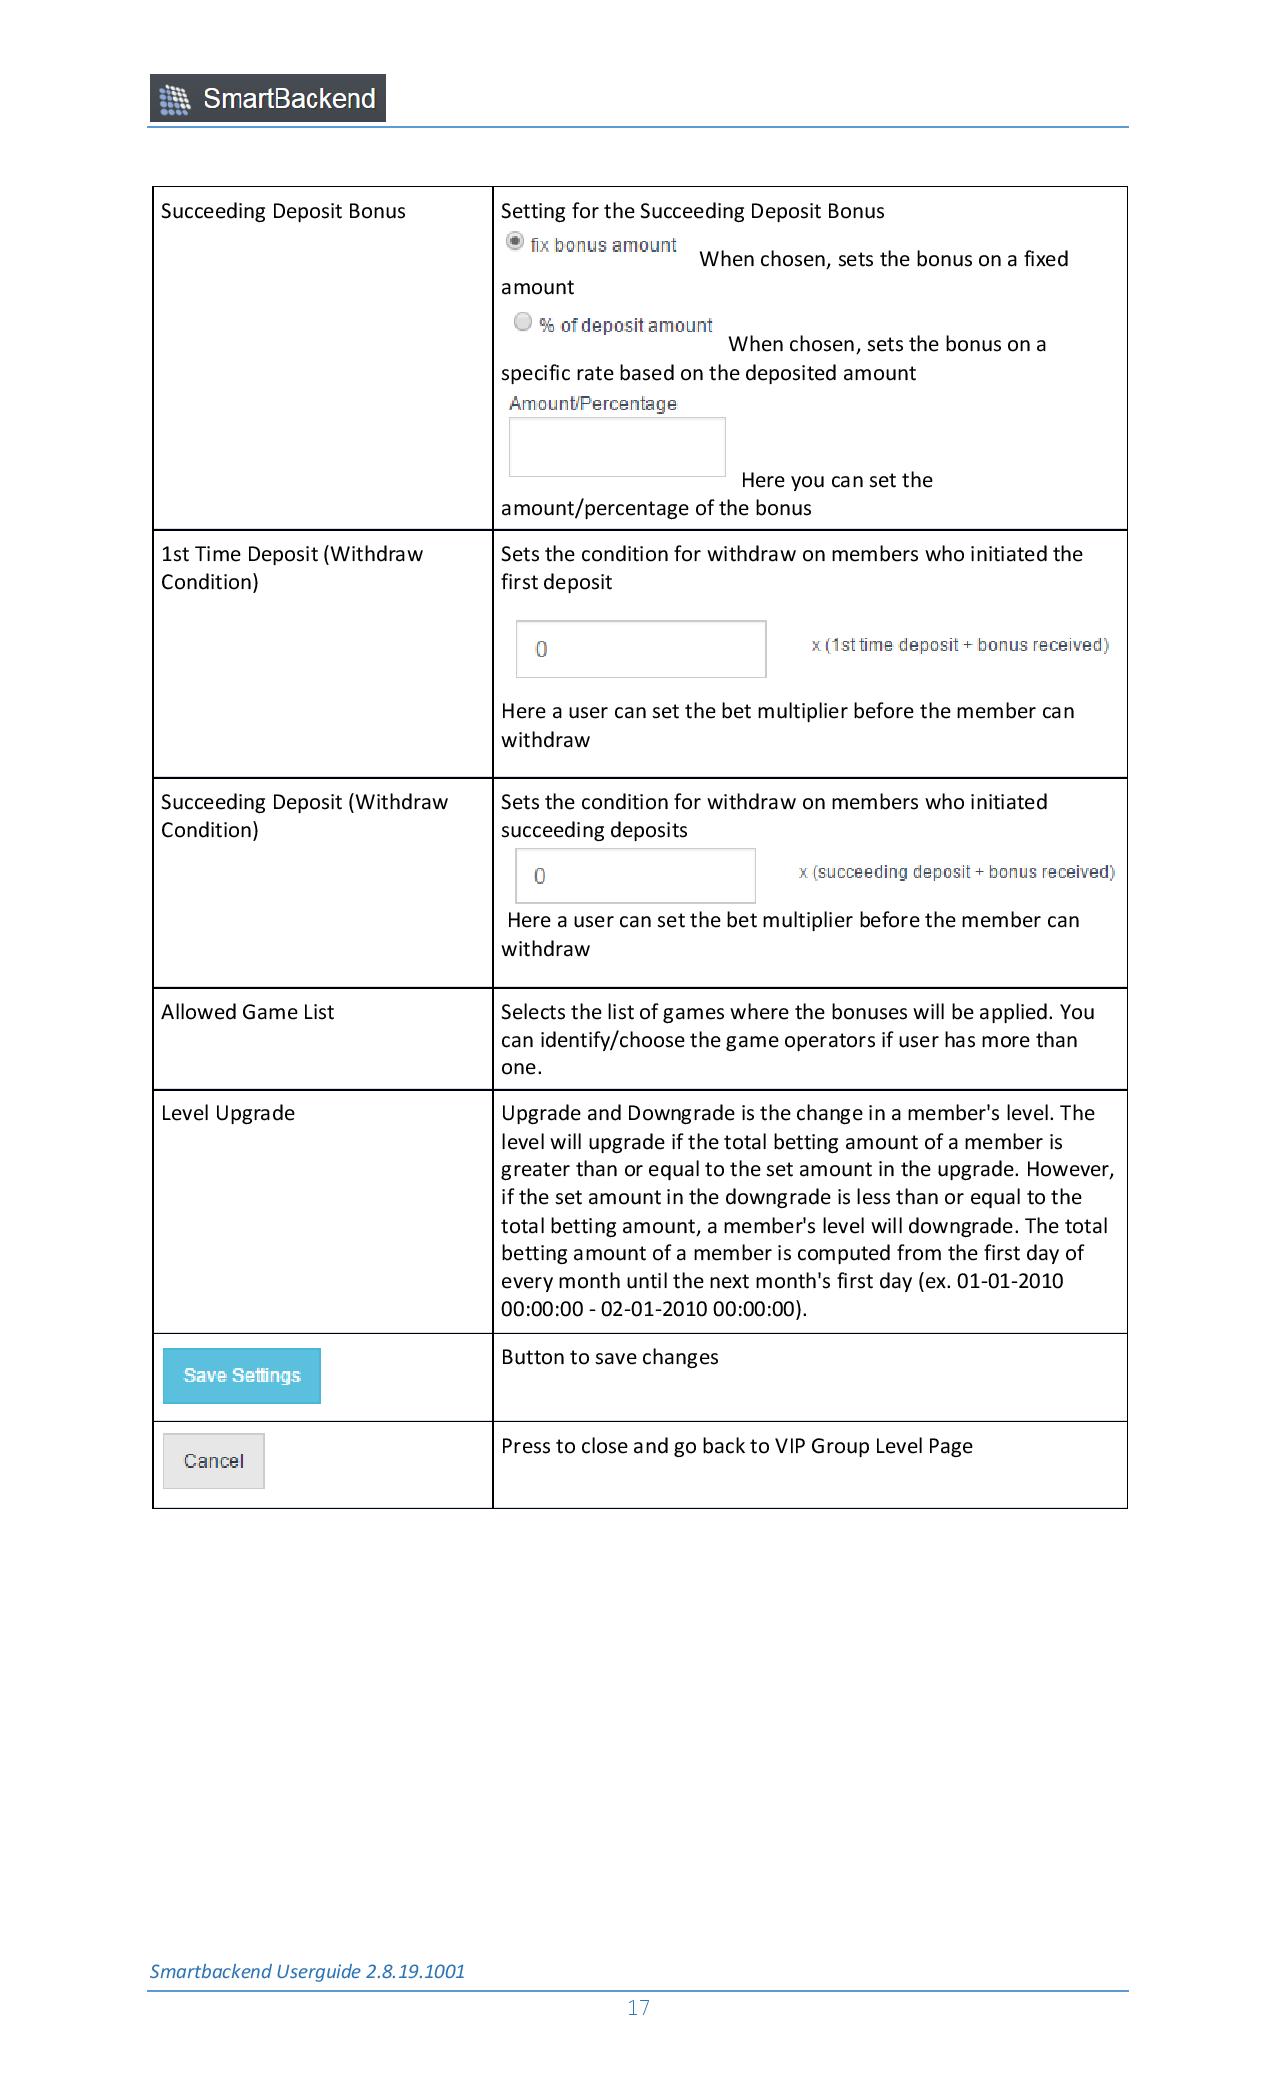 SmartBackend
Succeeding Deposit Bonus
Setting for the Succeeding Deposit Bonus
fix bonus amount When chosen, sets the bonus on a fixed
amount
% of deposit amount When chosen, sets the bonus on a
specific rate based on the deposited amount
Amount/Percentage
Here you can set the
amount/percentage of the bonus
1st Time Deposit (Withdraw
Condition)
Sets the condition for withdraw on members who initiated the
first deposit
0 x (1st time deposit + bonus received)
Here a user can set the bet multiplier before the member can
withdraw
Succeeding Deposit (Withdraw
Condition)
Sets the condition for withdraw on members who initiated
succeeding deposits
0 x (succeeding deposit + bonus received)
Here a user can set the bet multiplier before the member can
withdraw
Allowed Game List
Selects the list of games where the bonuses will be applied. You
can identify/choose the game operators if user has more than
one.
Level Upgrade
Upgrade and Downgrade is the change in a member's level. The
level will upgrade if the total betting amount of a member is
greater than or equal to the set amount in the upgrade. However,
if the set amount in the downgrade is less than or equal to the
total betting amount, a member's level will downgrade. The total
betting amount of a member is computed from the first day of
every month until the next month's first day (ex. 01-01-2010
00:00:00 - 02-01-2010 00:00:00).
Save Settings
Button to save changes
Cancel
Press to close and go back to VIP Group Level Page
Smartbackend Userguide 2.8.19.1001
17